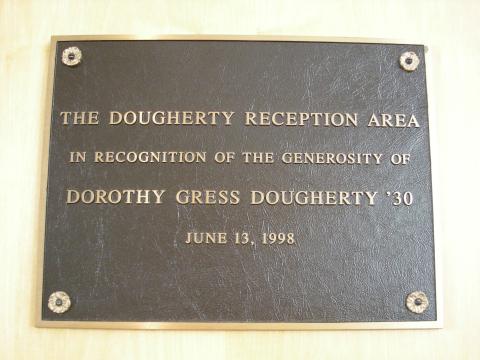 THE DOUGHERTY RECEPTION AREA
IN RECOGNITION OF THE GENEROSITY OF
DOROTHY GRESS DOUGHERTY ’30
JUNE 13, 1998